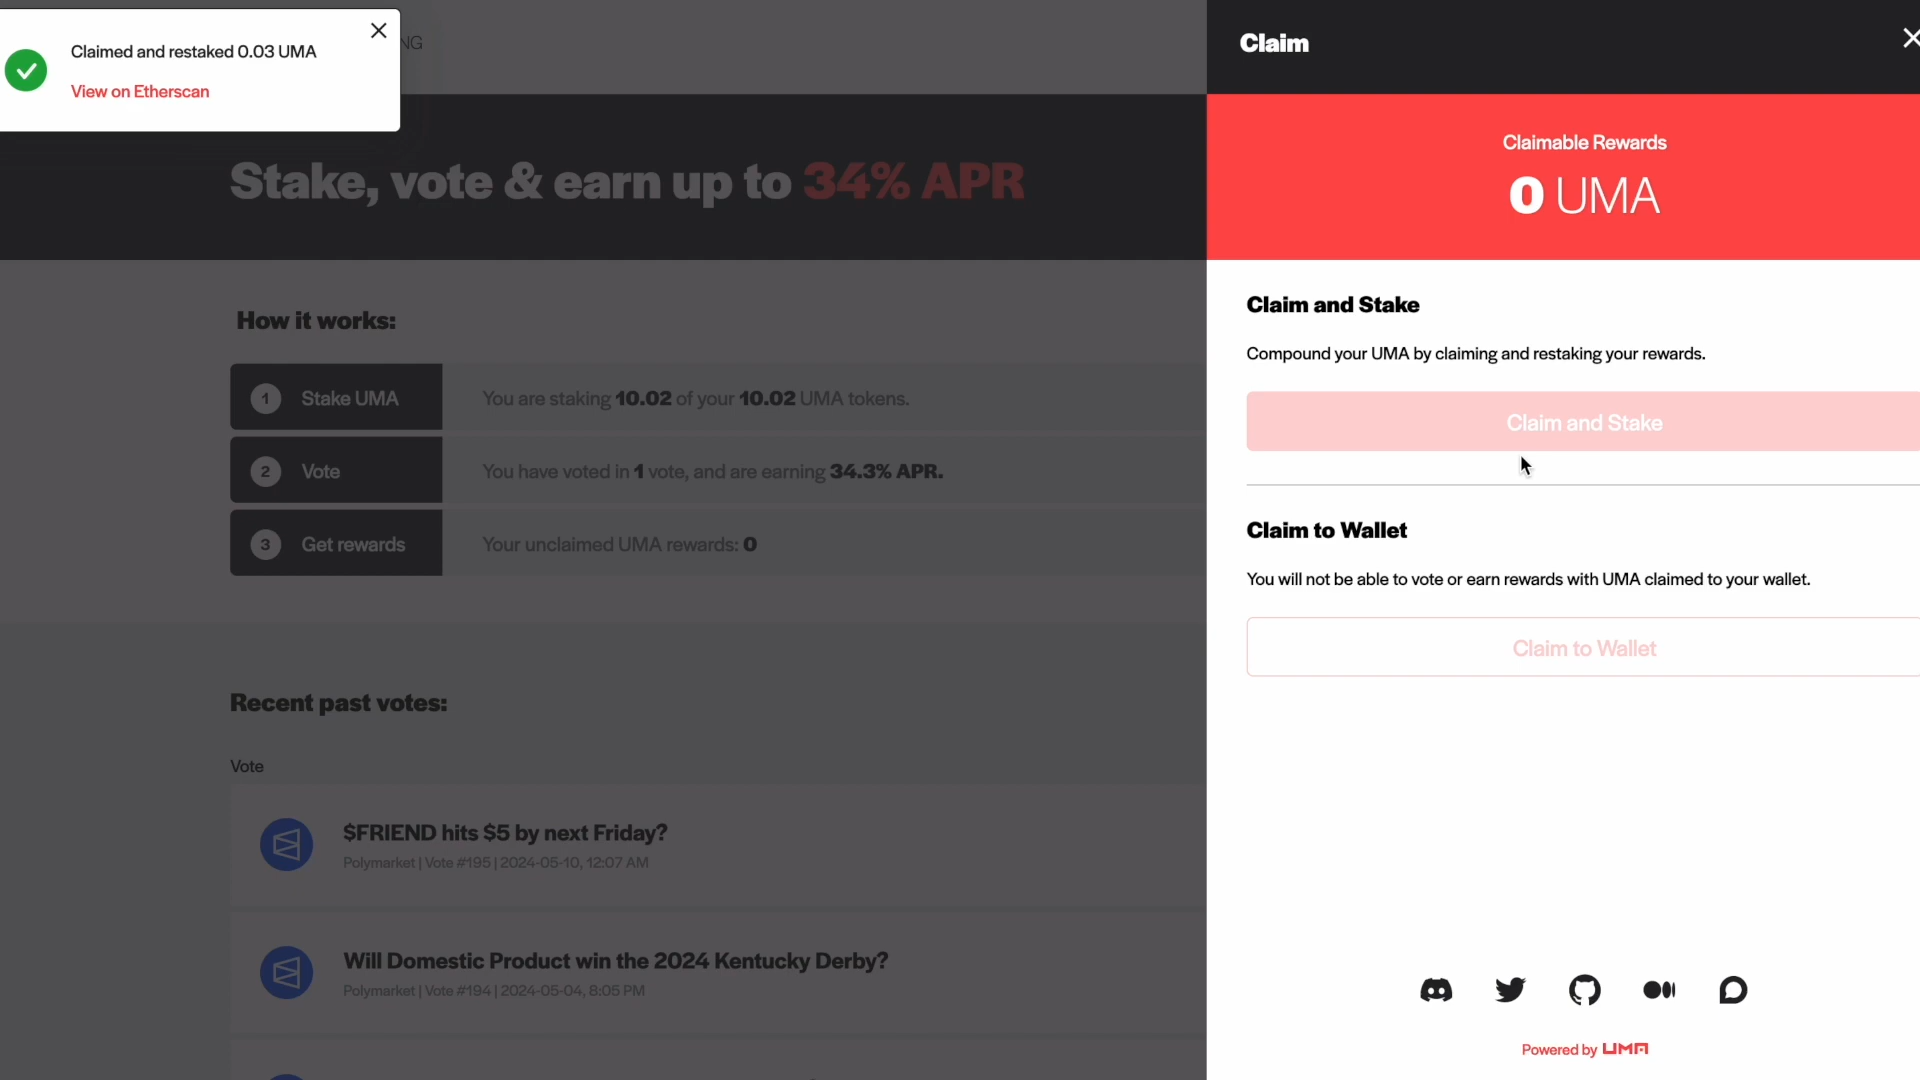 Claimed and restaked 0.03 UMA
View on Etherscan
NG
Stake, vote & earn up to 34% APR
How it works:
1 Stake UMA You are staking 10.02 of your 10.02 UMA tokens.
2 Vote You have voted in 1 vote, and are earning 34.3% APR.
3 Get rewards Your unclaimed UMA rewards: 0
Recent past votes:
Vote
$FRIEND hits $5 by next Friday?
Polymarket | Vote #195 | 2024-05-10, 12:07 AM
Will Domestic Product win the 2024 Kentucky Derby?
Polymarket | Vote #194 | 2024-05-04, 8:05 PM
Claim
Claimable Rewards
0 UMA
Claim and Stake
Compound your UMA by claiming and restaking your rewards.
Claim and Stake
Claim to Wallet
You will not be able to vote or earn rewards with UMA claimed to your wallet.
Claim to Wallet
Powered by UMA